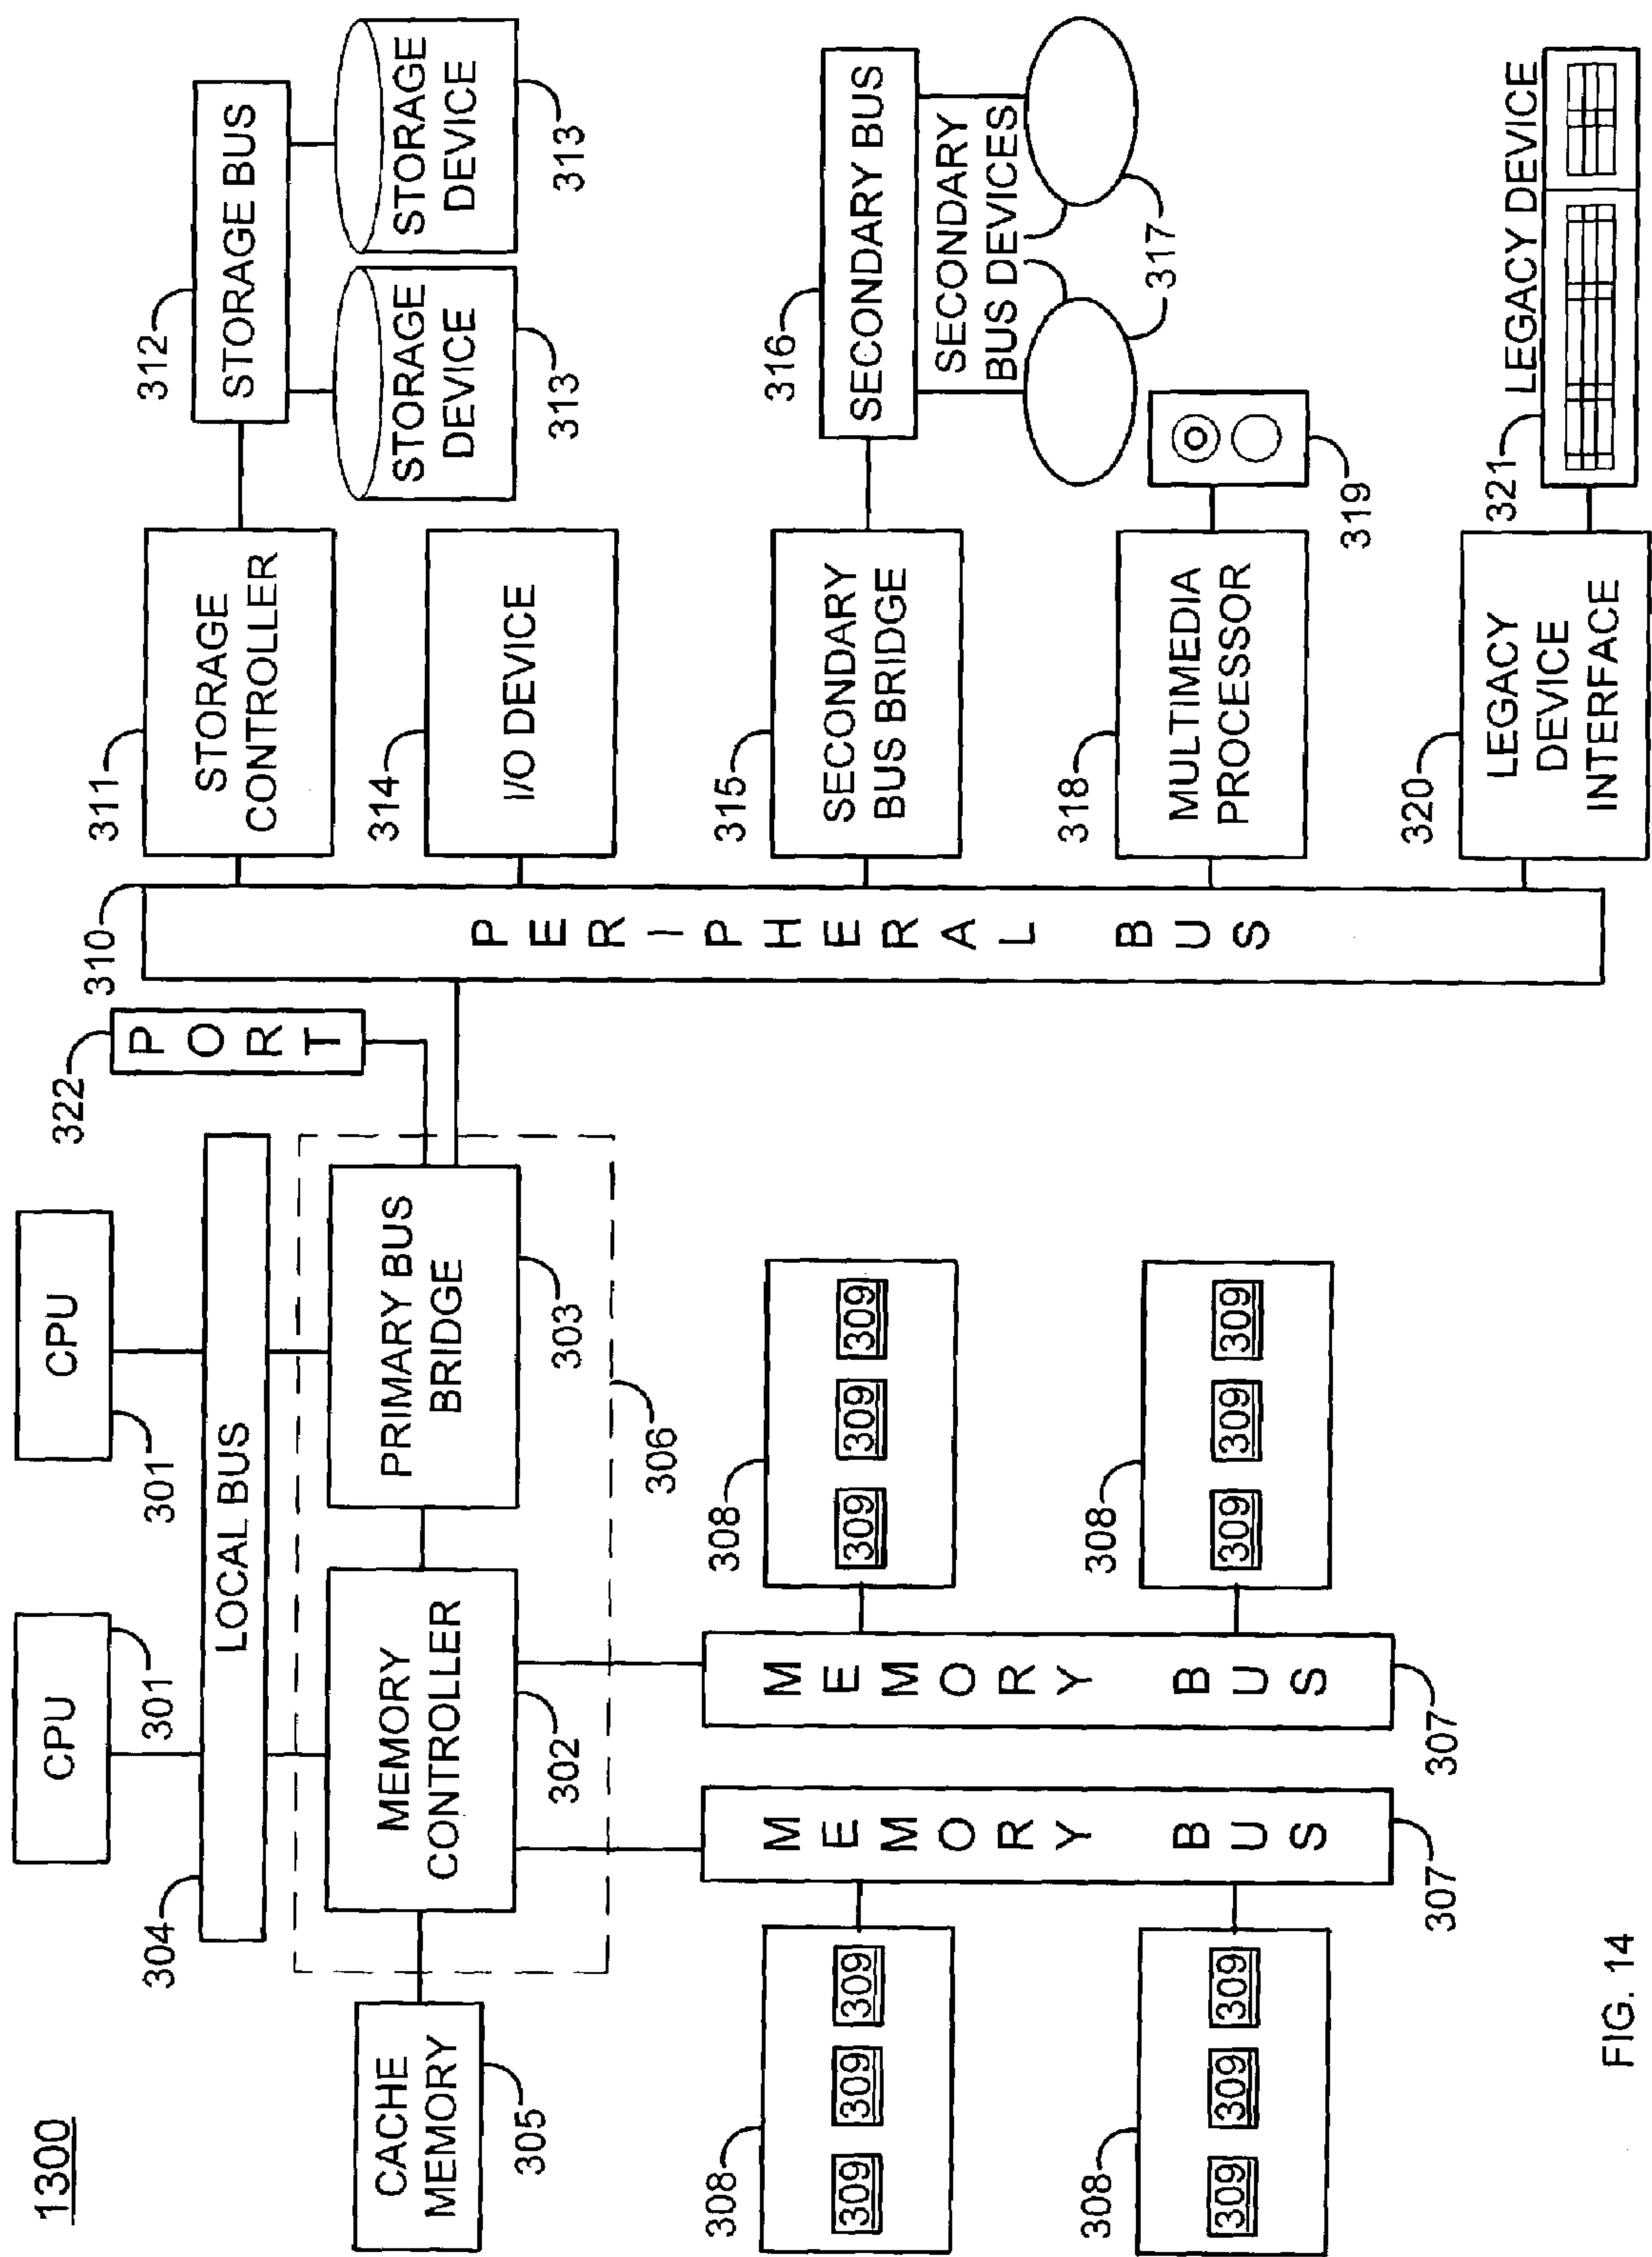 1300
CPU
CPU
301
301
304
LOCAL BUS
CACHE
MEMORY
305
MEMORY
CONTROLLER
302
PRIMARY BUS
BRIDGE
303
306
322
PORT
310
PERIPHERAL BUS
MEMORY BUS
307
MEMORY BUS
307
308
309
309
309
308
309
309
309
308
309
309
309
308
309
309
309
311
STORAGE
CONTROLLER
312
STORAGE BUS
STORAGE
DEVICE
313
STORAGE
DEVICE
313
314
I/O DEVICE
315
SECONDARY
BUS BRIDGE
316
SECONDARY BUS
SECONDARY
BUS DEVICES
317
318
MULTIMEDIA
PROCESSOR
319
320
LEGACY
DEVICE
INTERFACE
321
LEGACY DEVICE
FIG. 14